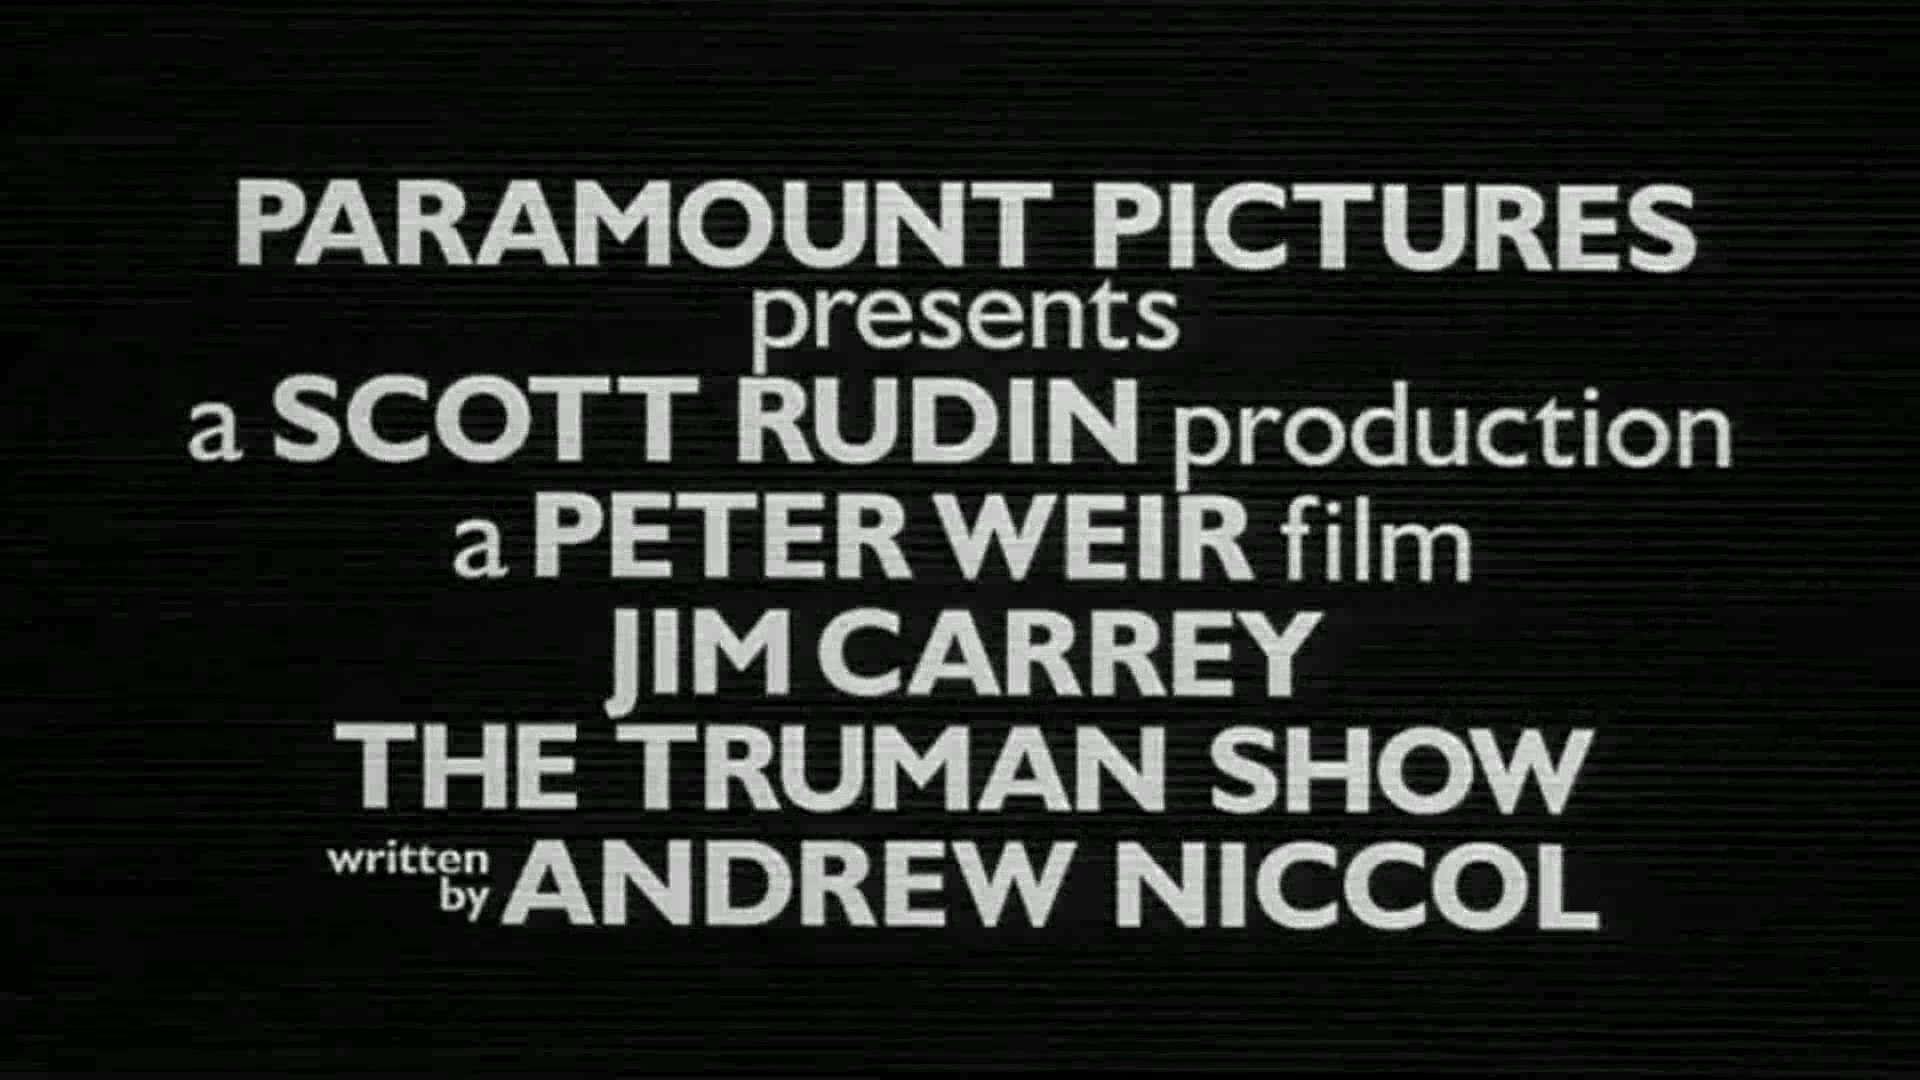 PARAMOUNT PICTURES
presents
a SCOTT RUDIN production
a PETER WEIR film
JIM CARREY
THE TRUMAN SHOW
written
by ANDREW NICCOL